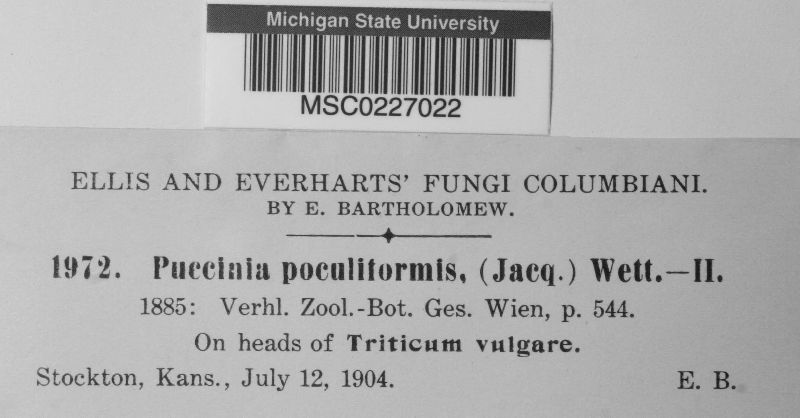 Michigan State University
MSC0227022
ELLIS AND EVERHARTS' FUNGI COLUMBIANI.
BY E. BARTHOLOMEW.
1972. Puccinia poculiformis, (Jacq.) Wett.—II.
1885: Verhl. Zool.-Bot. Ges. Wien, p. 544.
On heads of Triticum vulgare.
Stockton, Kans., July 12, 1904. E. B.